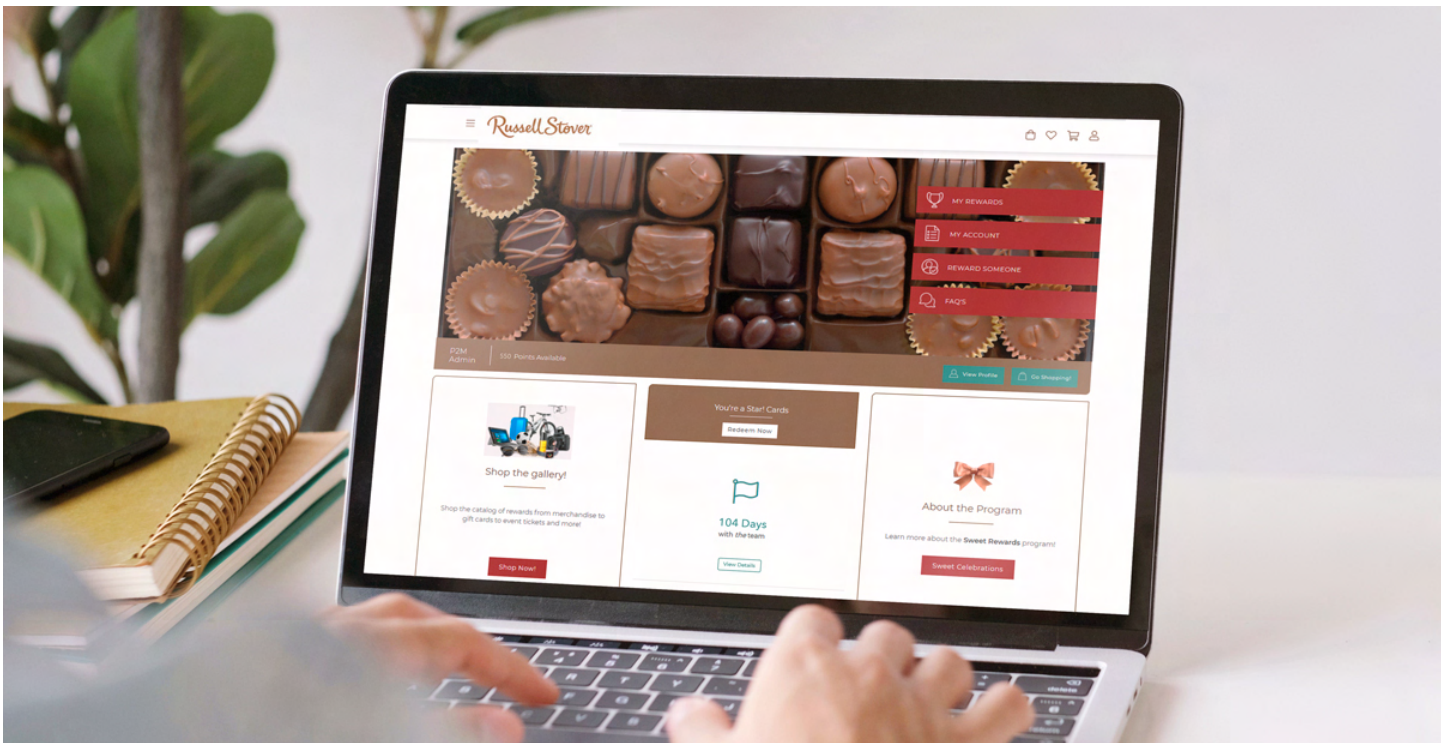 Russell Stover
MY REWARDS
MY ACCOUNT
REWARD SOMEONE
FAQ'S
P2M
Admin
550 Points Available
View Profile
Go Shopping!
Shop the gallery!
Shop the catalog of rewards from merchandise to
gift cards to event tickets and more!
Shop Now!
You're a Star! Cards
Redeem Now
104 Days
with the team
View Details
About the Program
Learn more about the Sweet Rewards program!
Sweet Celebrations
delete